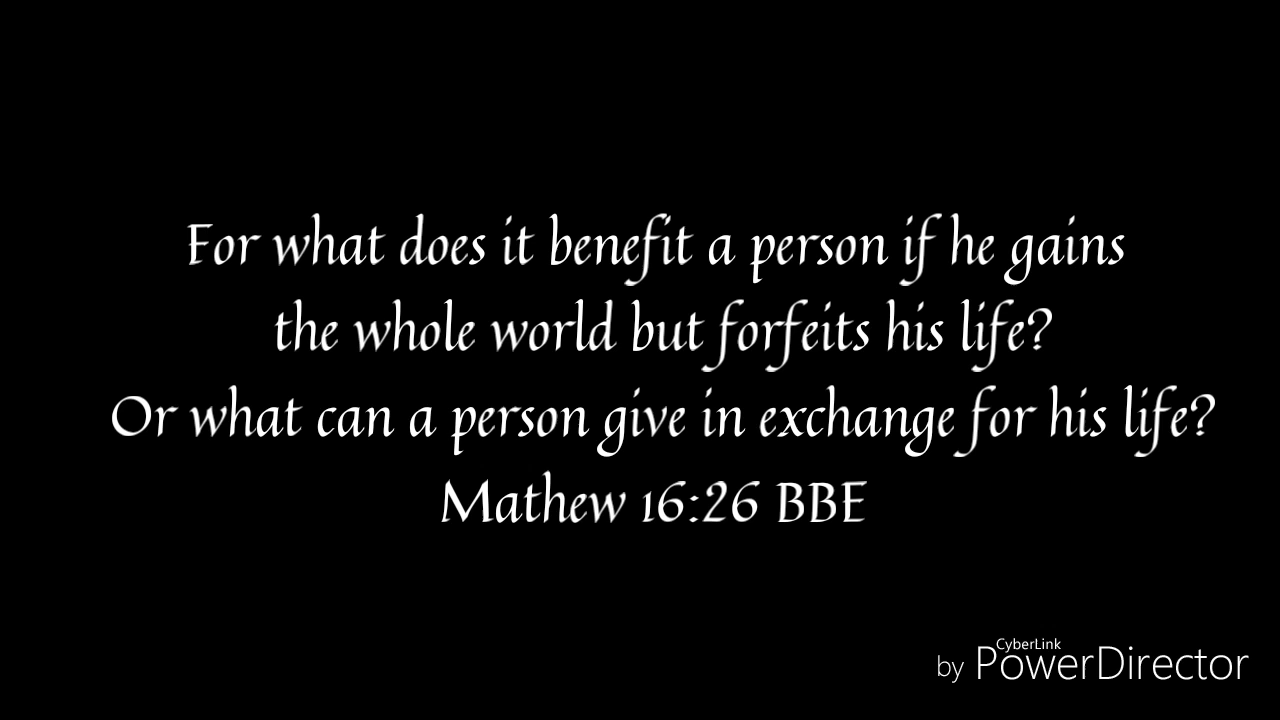 For what does it benefit a person if he gains
the whole world but forfeits his life?
Or what can a person give in exchange for his life?
Mathew 16:26 BBE
by CyberLink PowerDirector